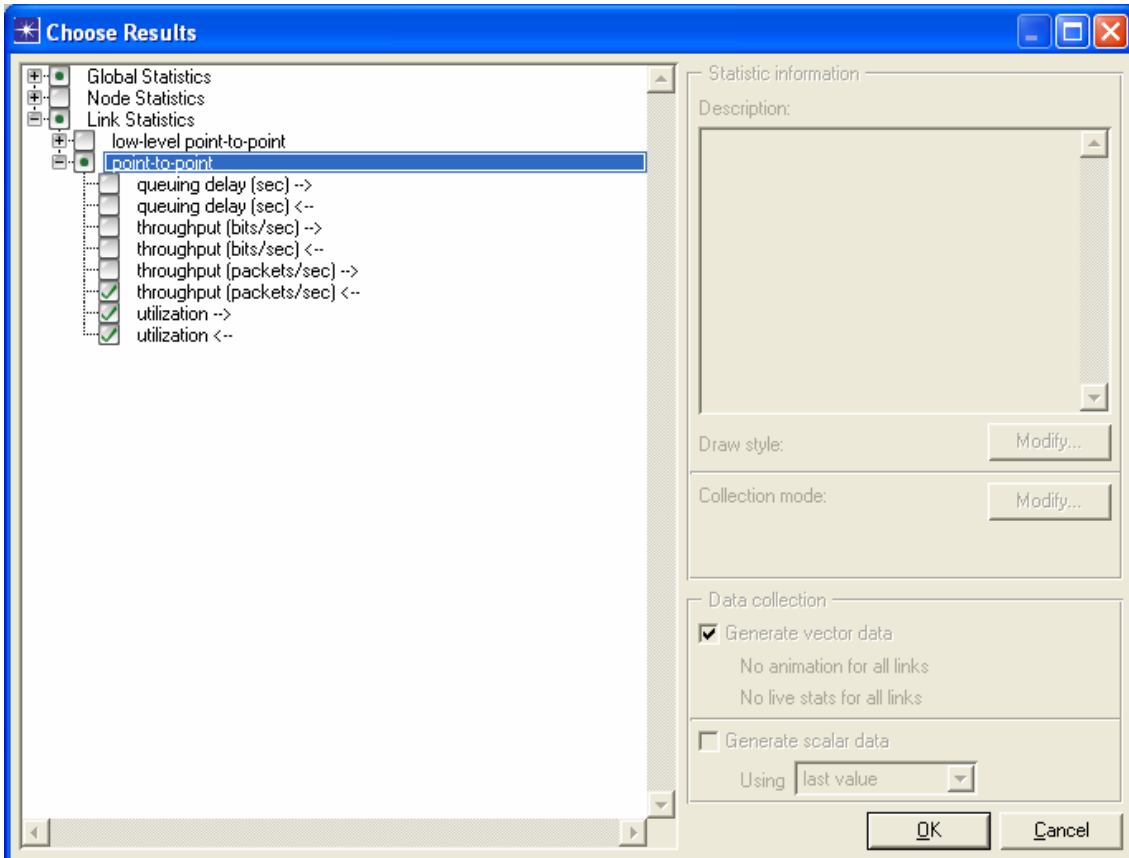 Choose Results
Global Statistics
Node Statistics
Link Statistics
low-level point-to-point
point-to-point
queuing delay (sec) -->
queuing delay (sec) <--
throughput (bits/sec) -->
throughput (bits/sec) <--
throughput (packets/sec) -->
throughput (packets/sec) <--
utilization -->
utilization <--
Statistic information
Description:
Draw style:
Modify...
Collection mode:
Modify...
Data collection
Generate vector data
No animation for all links
No live stats for all links
Generate scalar data
Using last value
OK
Cancel